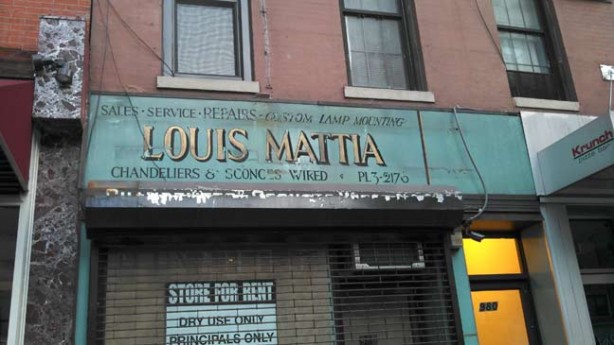 SALES · SERVICE · REPAIRS · CUSTOM LAMP MOUNTING
LOUIS MATTIA
CHANDELIERS & SCONCES WIRED · PL3-2170
Krunch
STORE FOR RENT
DRY USE ONLY
PRINCIPALS ONLY
980